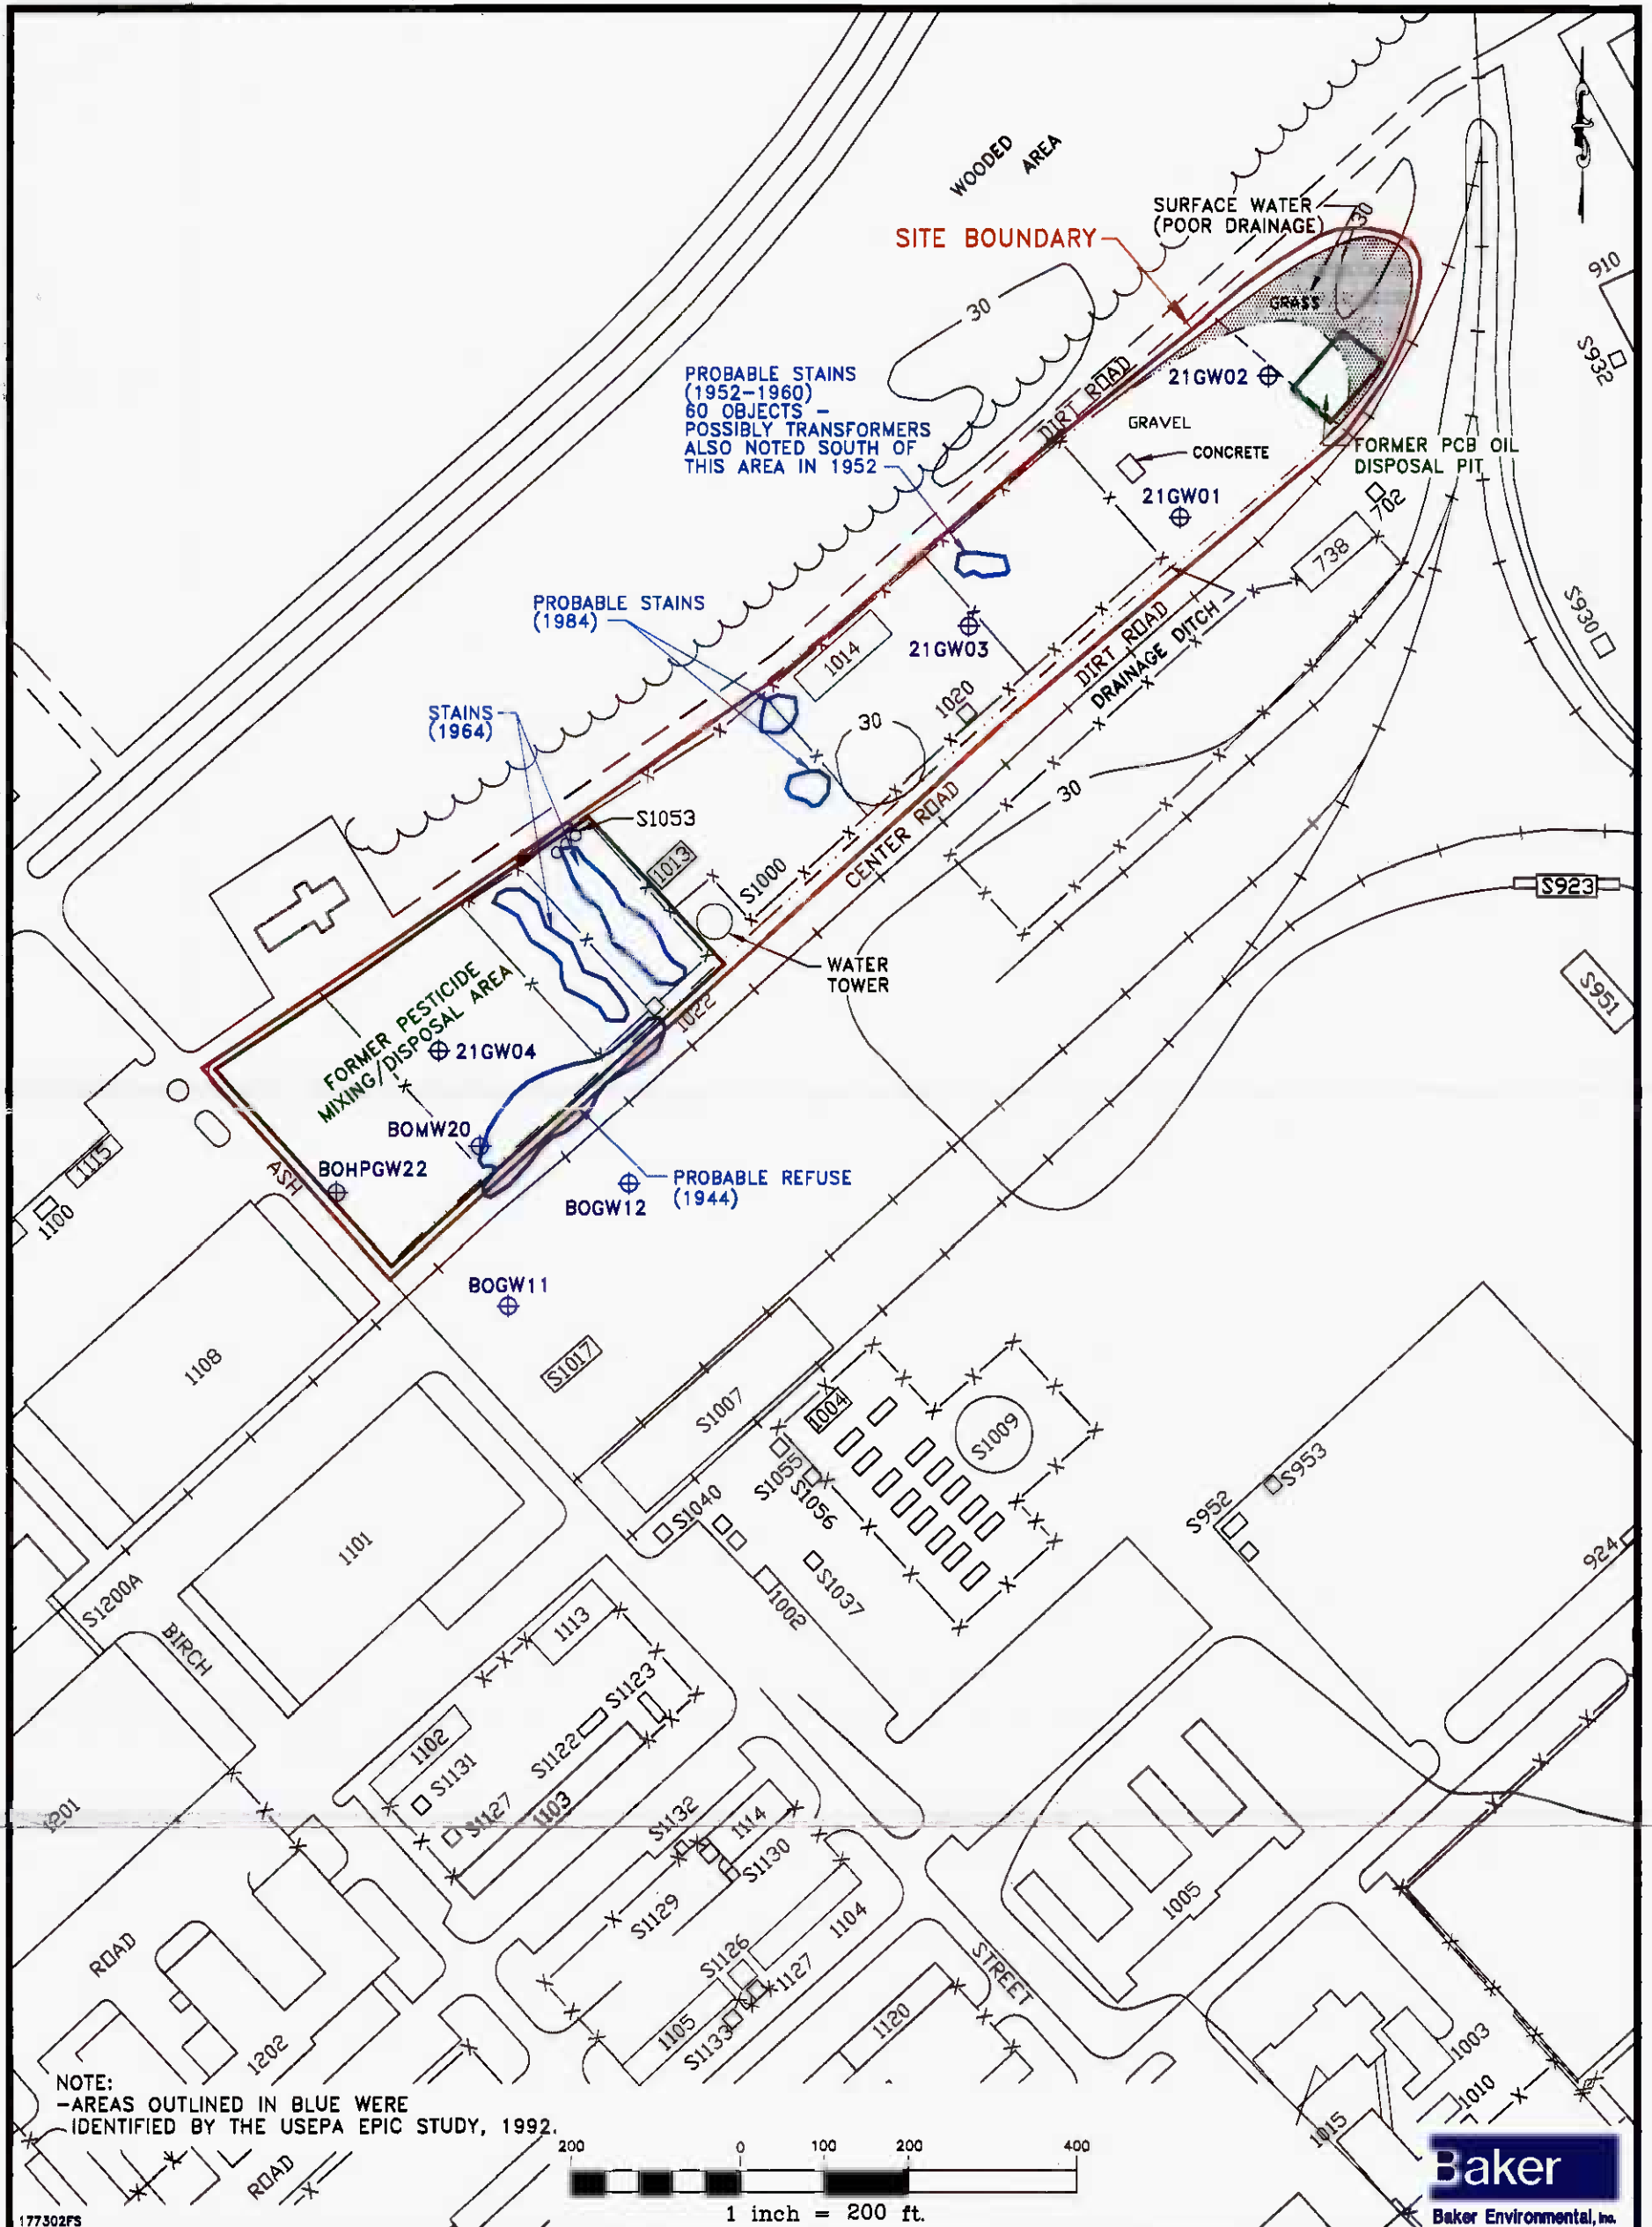 WOODED
AREA
SURFACE WATER
(POOR DRAINAGE)
30
SITE BOUNDARY
GRASS
910
S932
30
PROBABLE STAINS
(1952-1960)
60 OBJECTS -
POSSIBLY TRANSFORMERS
ALSO NOTED SOUTH OF
THIS AREA IN 1952
DIRT ROAD
21GW02
GRAVEL
CONCRETE
FORMER PCB OIL
DISPOSAL PIT
21GW01
702
738
PROBABLE STAINS
(1984)
S930
21GW03
1014
DIRT ROAD
DRAINAGE DITCH
1020
STAINS
(1964)
30
30
S1053
CENTER ROAD
1013
S1000
S923
WATER
TOWER
S951
FORMER PESTICIDE
MIXING/DISPOSAL AREA
1022
21GW04
BOMW20
1115
BOHPGW22
ASH
PROBABLE REFUSE
(1944)
BOGW12
1100
BOGW11
1108
S1017
S1007
1004
S1009
S1055
S1056
S953
S952
S1040
924
1101
S1037
1002
S1200A
BIRCH
1113
S1123
1102
S1122
S1131
1201
S1127
1103
S1132
1114
S1130
1005
S1129
1104
ROAD
S1126
STREET
1127
1105
S1133
1120
1202
1003
1010
1015
NOTE:
-AREAS OUTLINED IN BLUE WERE
IDENTIFIED BY THE USEPA EPIC STUDY, 1992.
ROAD
200 0 100 200 400
1 inch = 200 ft.
Baker
Baker Environmental, Inc.
177302FS